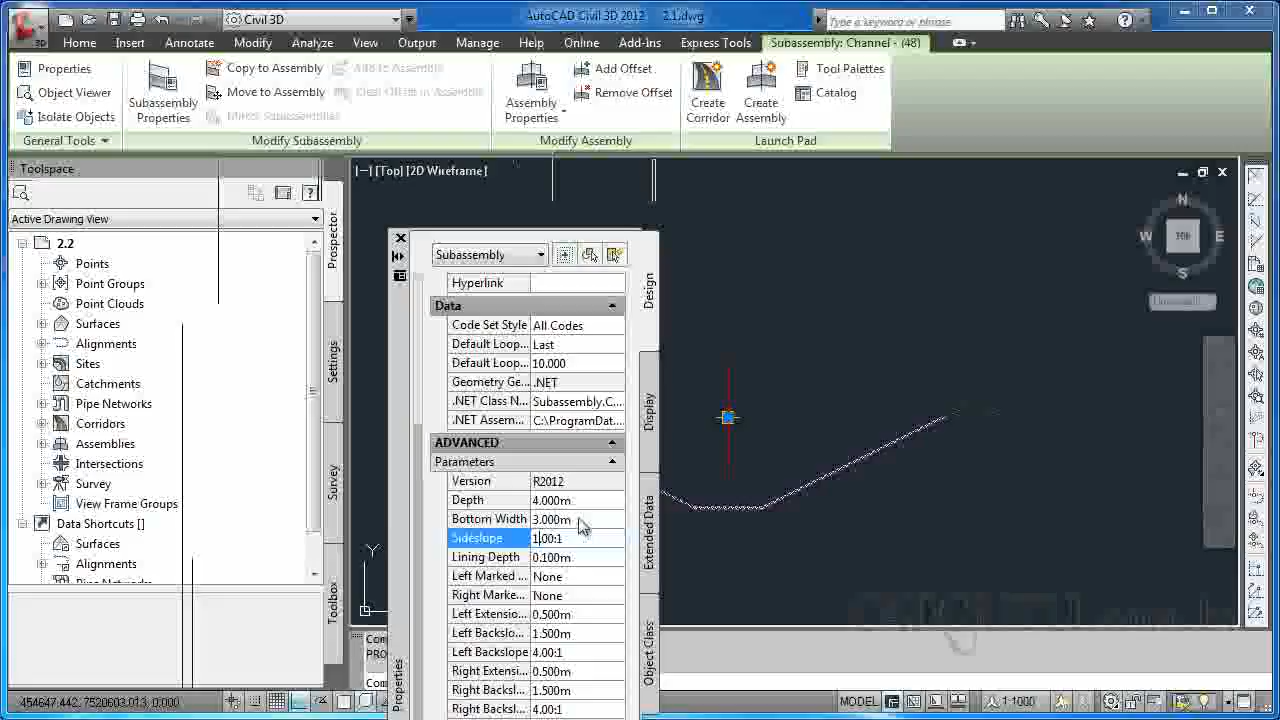 Civil 3D
AutoCAD Civil 3D 2012 2.1.dwg
Type a keyword or phrase
Home Insert Annotate Modify Analyze View Output Manage Help Online Add-Ins Express Tools Subassembly: Channel - (48)
Properties
Object Viewer
Isolate Objects
General Tools
Subassembly Properties
Copy to Assembly
Move to Assembly
Mirror Subassemblies
Add to Assembly
Clear Offset in Assembly
Modify Subassembly
Assembly Properties
Add Offset
Remove Offset
Modify Assembly
Create Corridor
Create Assembly
Tool Palettes
Catalog
Launch Pad
Toolspace
Active Drawing View
2.2
Points
Point Groups
Point Clouds
Surfaces
Alignments
Sites
Catchments
Pipe Networks
Corridors
Assemblies
Intersections
Survey
View Frame Groups
Data Shortcuts []
Surfaces
Alignments
Pipe Networks
Prospector
Settings
Survey
Toolbox
[—] [Top] [2D Wireframe]
N
W TOP E
S
Subassembly
Hyperlink
Data
Code Set Style All Codes
Default Loop... Last
Default Loop... 10.000
Geometry Ge... .NET
.NET Class N... Subassembly.C...
.NET Assem... C:\ProgramDat...
ADVANCED
Parameters
Version R2012
Depth 4.000m
Bottom Width 3.000m
Sideslope 1.00:1
Lining Depth 0.100m
Left Marked ... None
Right Marke... None
Left Extensio... 0.500m
Left Backslo... 1.500m
Left Backslope 4.00:1
Right Extensi... 0.500m
Right Backsl... 1.500m
Right Backsl... 4.00:1
Design
Display
Extended Data
Object Class
Properties
Y
Com
PRO
Com
454647.442, 7520693.013, 0.000
MODEL
1:1000